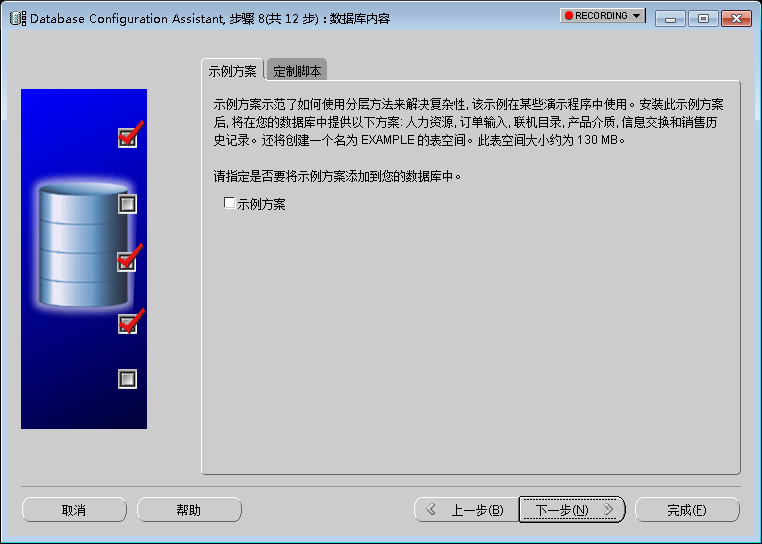 Database Configuration Assistant, 步骤 8(共 12 步) : 数据库内容
RECORDING
示例方案
定制脚本
示例方案示范了如何使用分层方法来解决复杂性, 该示例在某些演示程序中使用。安装此示例方案
后, 将在您的数据库中提供以下方案: 人力资源, 订单输入, 联机目录, 产品介质, 信息交换和销售历
史记录。还将创建一个名为 EXAMPLE 的表空间。此表空间大小约为 130 MB。
请指定是否要将示例方案添加到您的数据库中。
示例方案
取消
帮助
上一步(B)
下一步(N)
完成(F)